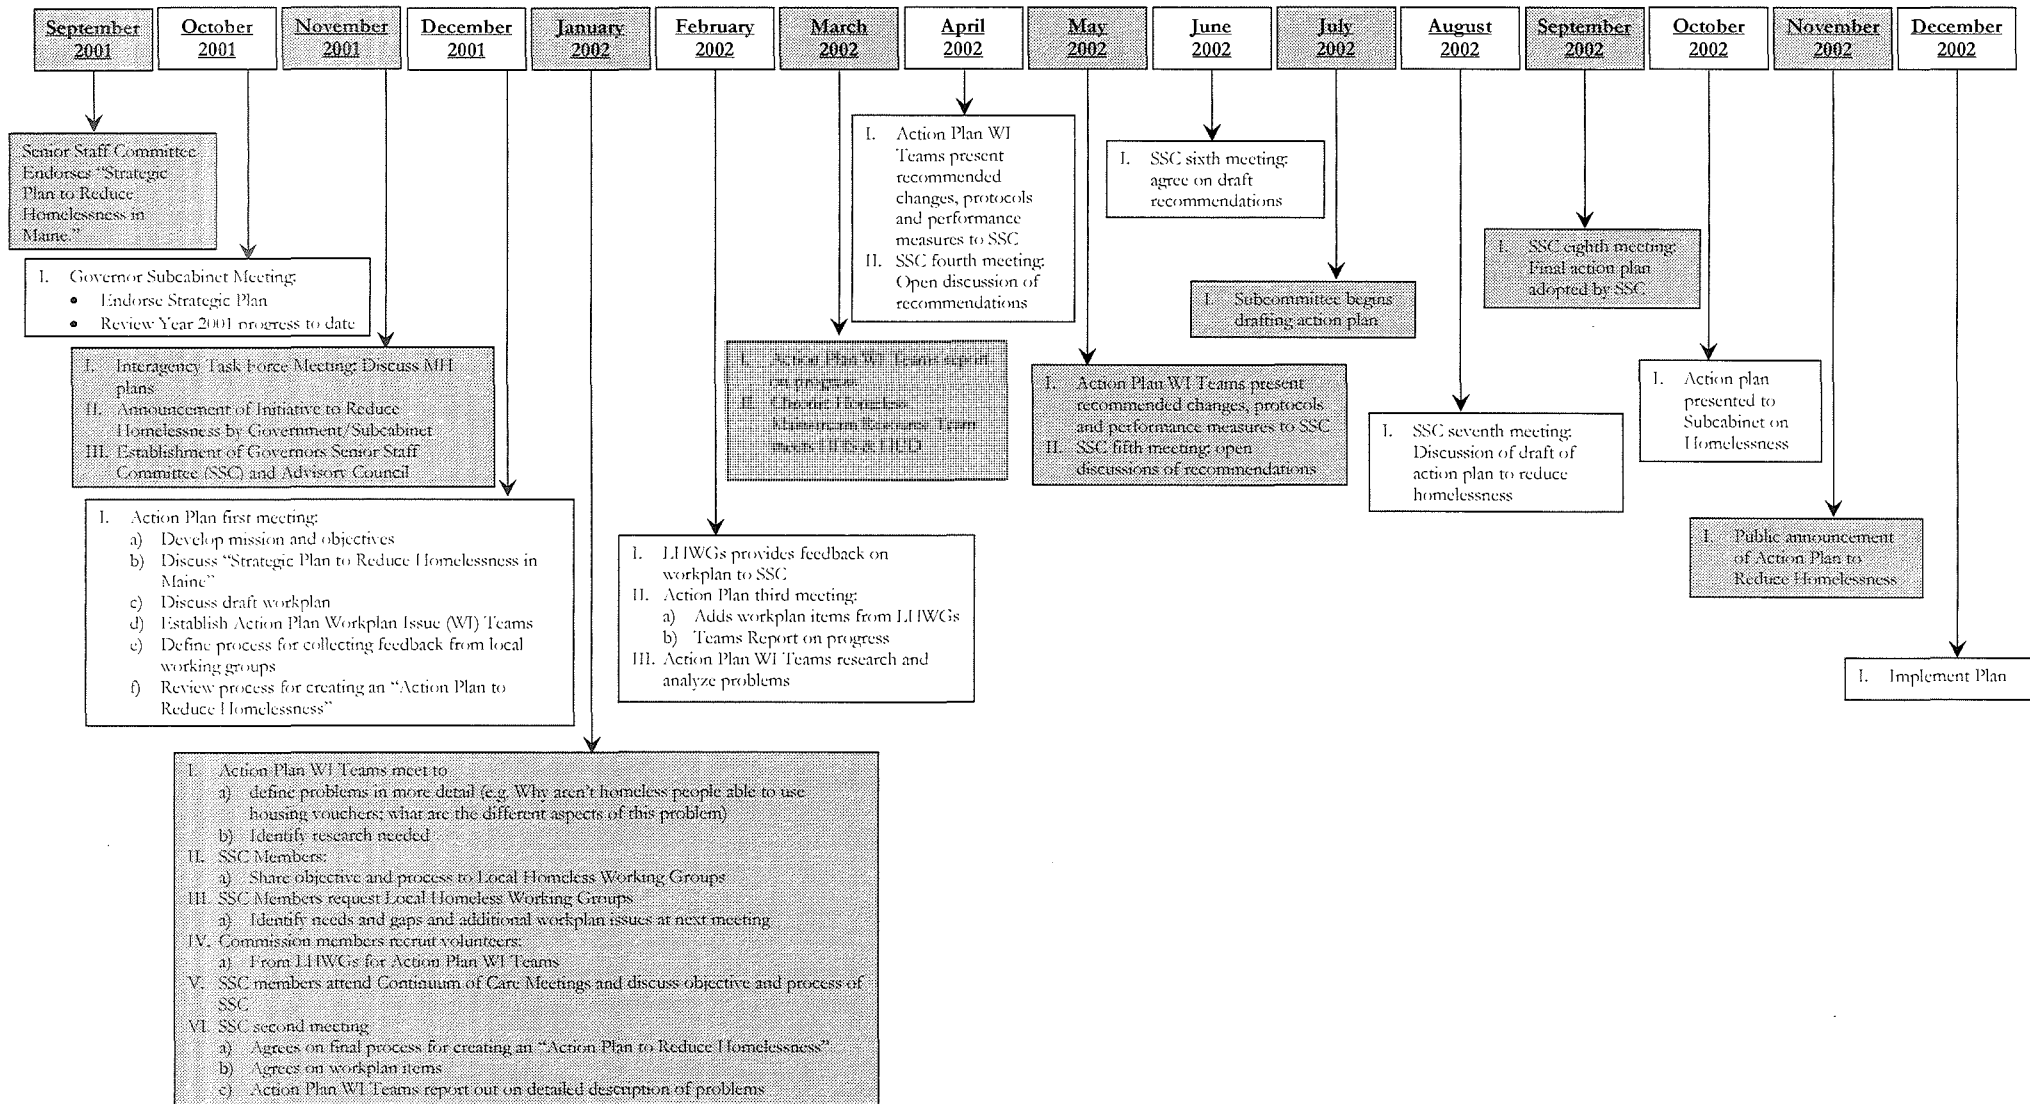 September
2001
October
2001
November
2001
December
2001
January
2002
February
2002
March
2002
April
2002
May
2002
June
2002
July
2002
August
2002
September
2002
October
2002
November
2002
December
2002
Senior Staff Committee
Endorses “Strategic
Plan to Reduce
Homelessness in
Maine.”
I. Governor Subcabinet Meeting:
• Endorse Strategic Plan
• Review Year 2001 progress to date
I. Interagency Task Force Meeting: Discuss MH
plans
II. Announcement of Initiative to Reduce
Homelessness by Government/Subcabinet
III. Establishment of Governors Senior Staff
Committee (SSC) and Advisory Council
I. Action Plan first meeting:
a) Develop mission and objectives
b) Discuss “Strategic Plan to Reduce Homelessness in
Maine”
c) Discuss draft workplan
d) Establish Action Plan Workplan Issue (WI) Teams
e) Define process for collecting feedback from local
working groups
f) Review process for creating an “Action Plan to
Reduce Homelessness”
I. Action Plan WI Teams meet to
a) define problems in more detail (e.g. Why aren’t homeless people able to use
housing vouchers; what are the different aspects of this problem)
b) Identify research needed
II. SSC Members:
a) Share objective and process to Local Homeless Working Groups
III. SSC Members request Local Homeless Working Groups
a) Identify needs and gaps and additional workplan issues at next meeting
IV. Commission members recruit volunteers:
a) From LHWGs for Action Plan WI Teams
V. SSC members attend Continuum of Care Meetings and discuss objective and process of
SSC
VI. SSC second meeting
a) Agrees on final process for creating an “Action Plan to Reduce Homelessness”
b) Agrees on workplan items
c) Action Plan WI Teams report out on detailed description of problems
I. LHWGs provides feedback on
workplan to SSC
II. Action Plan third meeting:
a) Adds workplan items from LHWGs
b) Teams Report on progress
III. Action Plan WI Teams research and
analyze problems
I. Action Plan WI Teams report
on progress
II. Chronic Homeless
Mainstream Resource Team
meets HHS & HUD
I. Action Plan WI
Teams present
recommended
changes, protocols
and performance
measures to SSC
II. SSC fourth meeting:
Open discussion of
recommendations
I. Action Plan WI Teams present
recommended changes, protocols
and performance measures to SSC
II. SSC fifth meeting: open
discussions of recommendations
I. SSC sixth meeting:
agree on draft
recommendations
I. Subcommittee begins
drafting action plan
I. SSC seventh meeting:
Discussion of draft of
action plan to reduce
homelessness
I. SSC eighth meeting:
Final action plan
adopted by SSC
I. Action plan
presented to
Subcabinet on
Homelessness
I. Public announcement
of Action Plan to
Reduce Homelessness
I. Implement Plan